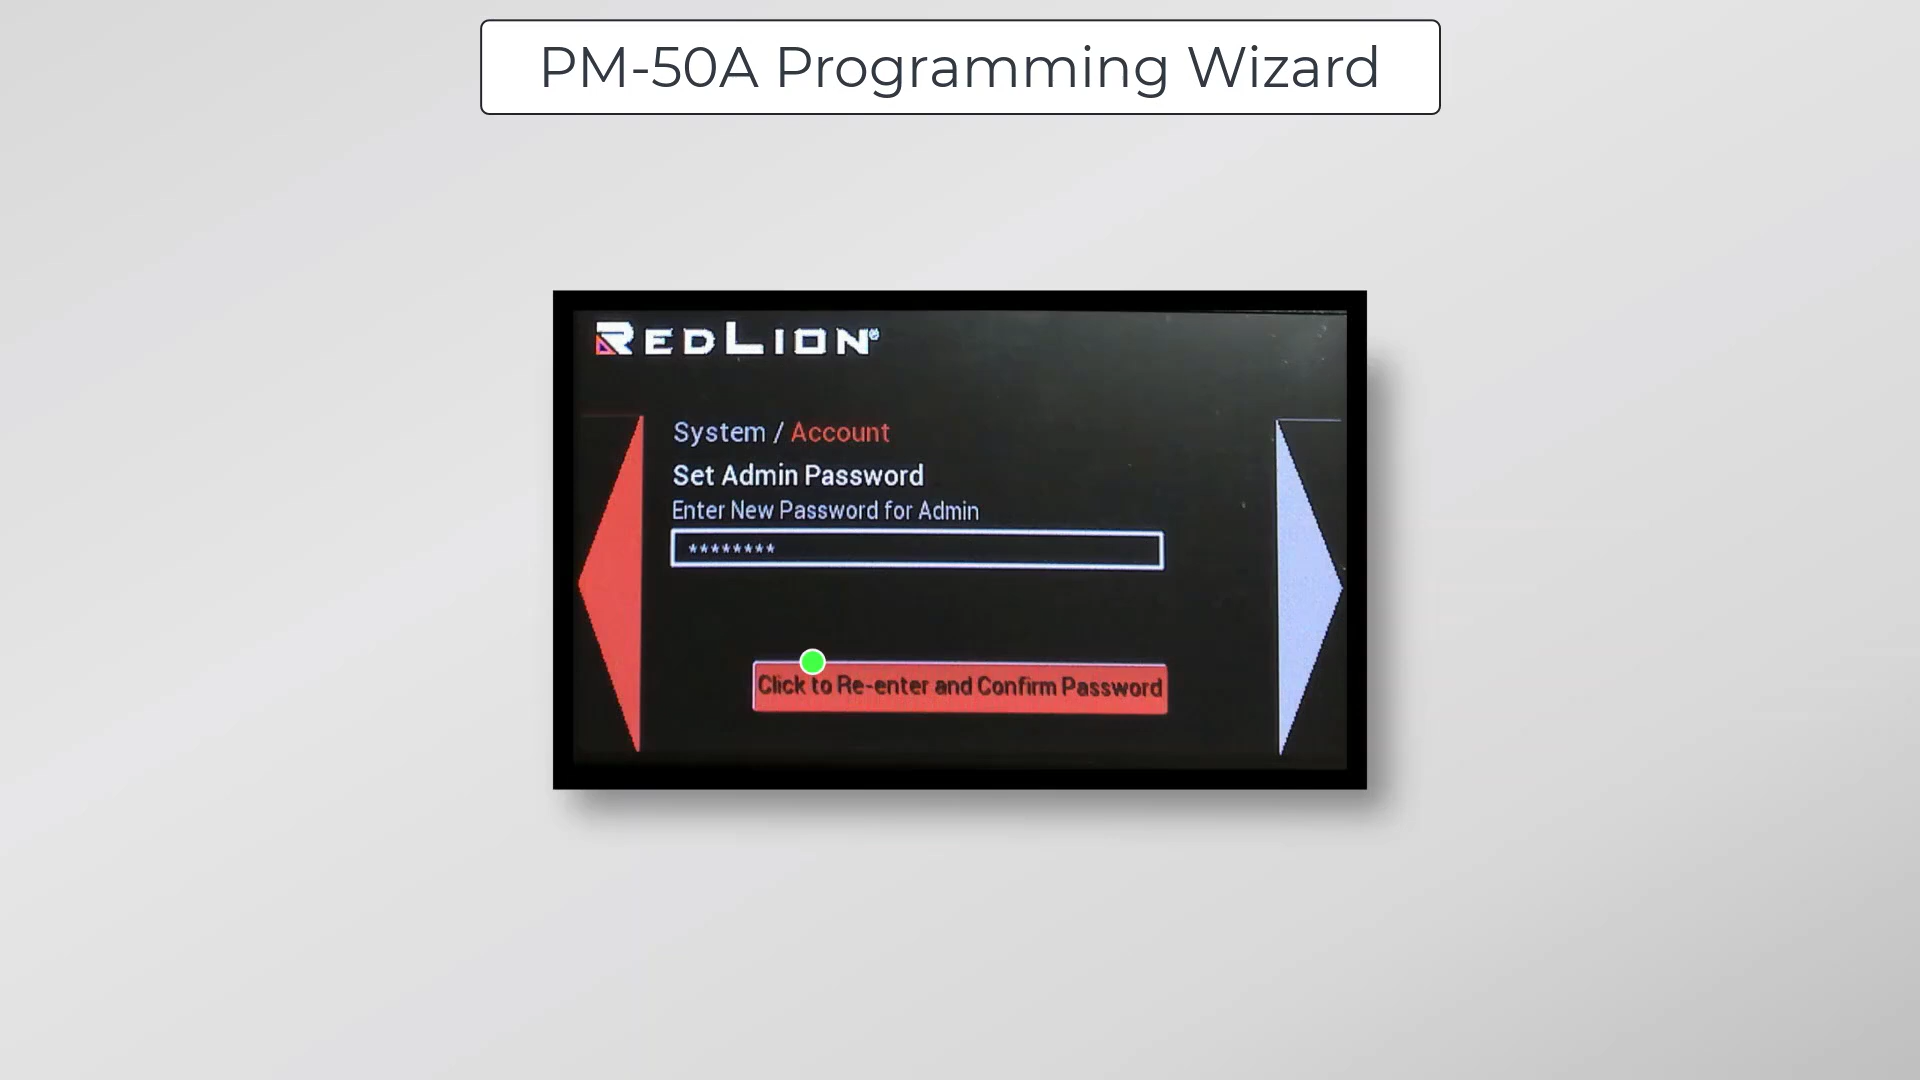 PM-50A Programming Wizard
REDLION®
System / Account
Set Admin Password
Enter New Password for Admin
********
Click to Re-enter and Confirm Password